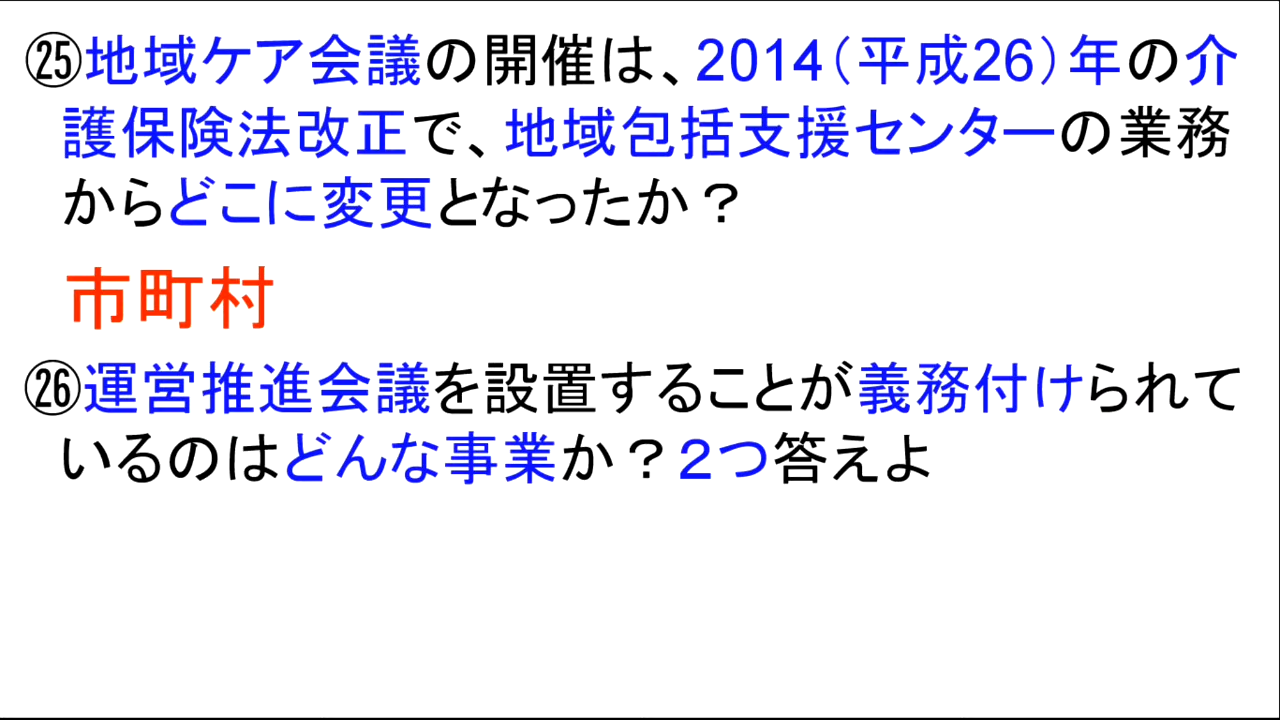 ㉕地域ケア会議の開催は、2014(平成26)年の介
護保険法改正で、地域包括支援センターの業務
からどこに変更となったか？
市町村
㉖運営推進会議を設置することが義務付けられて
いるのはどんな事業か？２つ答えよ